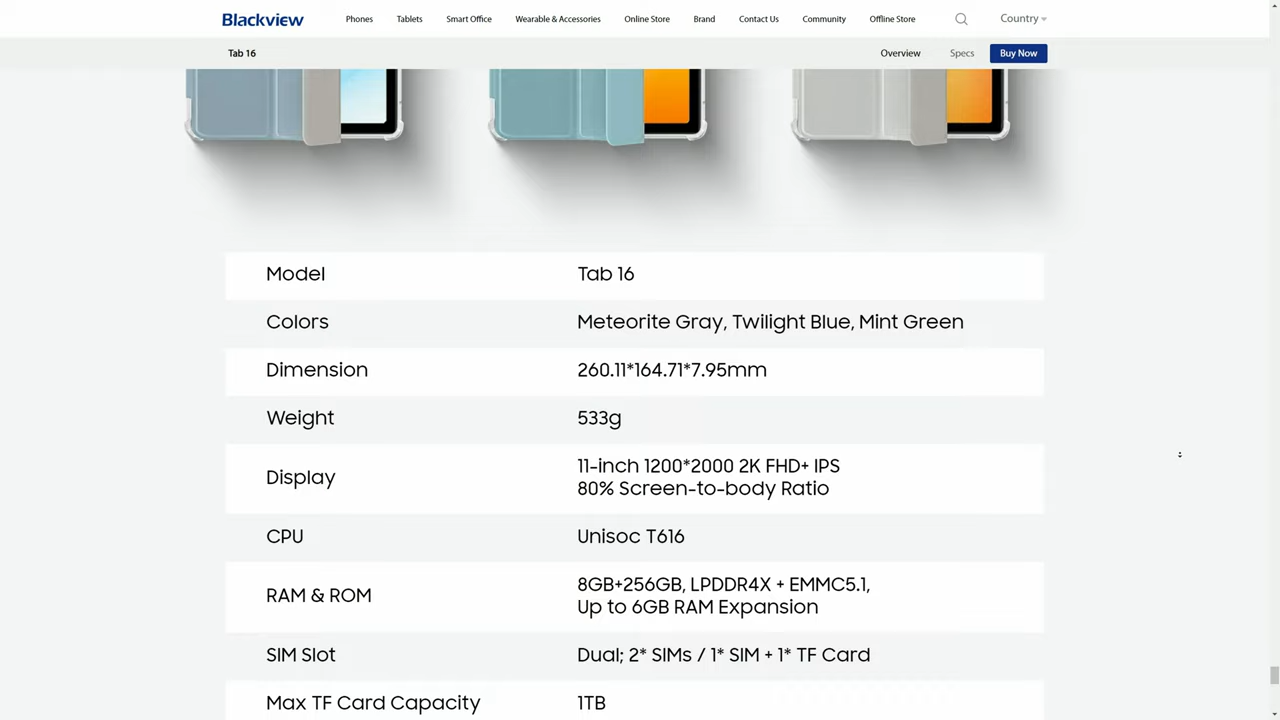 Blackview
Phones
Tablets
Smart Office
Wearable & Accessories
Online Store
Brand
Contact Us
Community
Offline Store
Country
Tab 16
Overview
Specs
Buy Now
Model
Tab 16
Colors
Meteorite Gray, Twilight Blue, Mint Green
Dimension
260.11*164.71*7.95mm
Weight
533g
Display
11-inch 1200*2000 2K FHD+ IPS
80% Screen-to-body Ratio
CPU
Unisoc T616
RAM & ROM
8GB+256GB, LPDDR4X + EMMC5.1,
Up to 6GB RAM Expansion
SIM Slot
Dual; 2* SIMs / 1* SIM + 1* TF Card
Max TF Card Capacity
1TB